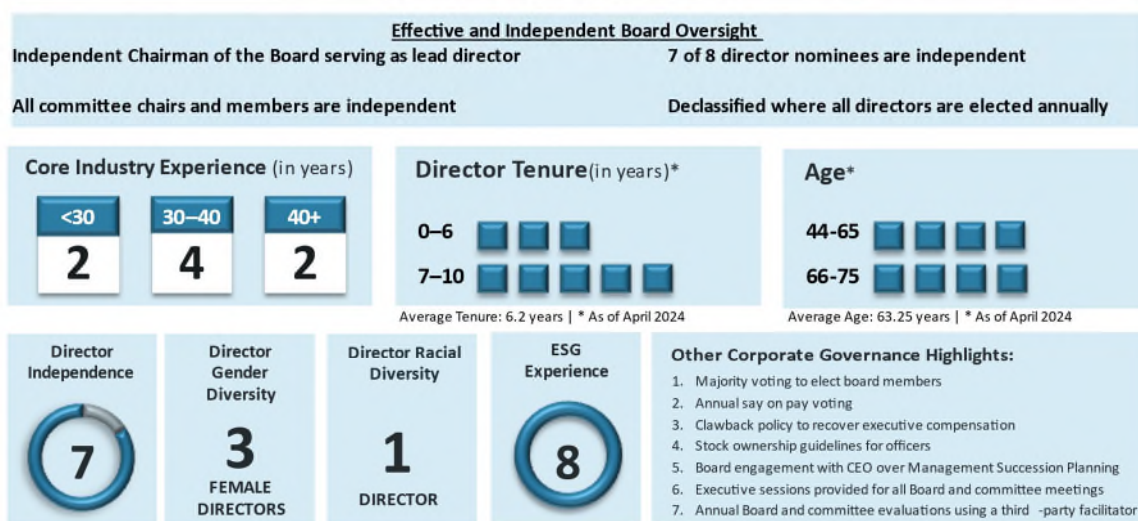 Effective and Independent Board Oversight
Independent Chairman of the Board serving as lead director
7 of 8 director nominees are independent
All committee chairs and members are independent
Declassified where all directors are elected annually
Core Industry Experience (in years)
<30
30–40
40+
2
4
2
Director Tenure(in years)*
0–6
7–10
Average Tenure: 6.2 years | * As of April 2024
Age*
44-65
66-75
Average Age: 63.25 years | * As of April 2024
Director
Independence
7
Director
Gender
Diversity
3
FEMALE
DIRECTORS
Director Racial
Diversity
1
DIRECTOR
ESG
Experience
8
Other Corporate Governance Highlights:
1. Majority voting to elect board members
2. Annual say on pay voting
3. Clawback policy to recover executive compensation
4. Stock ownership guidelines for officers
5. Board engagement with CEO over Management Succession Planning
6. Executive sessions provided for all Board and committee meetings
7. Annual Board and committee evaluations using a third -party facilitator